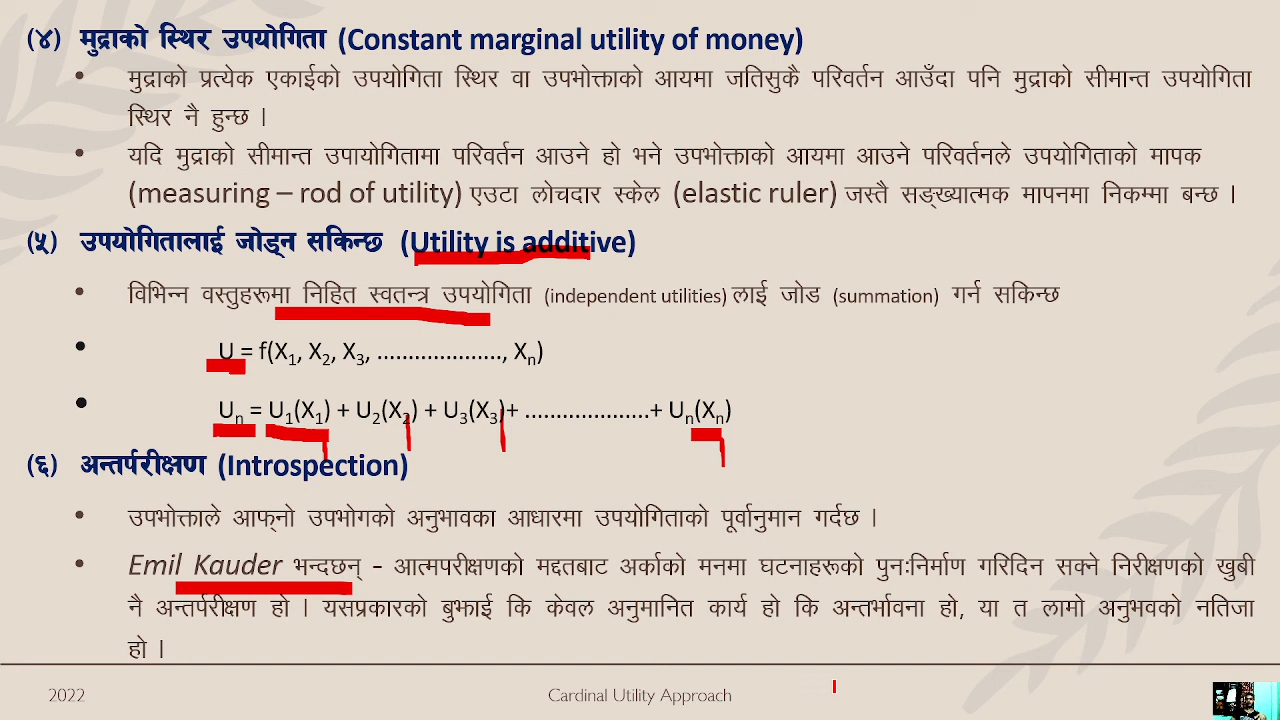 (४) मुद्राको स्थिर उपयोगिता (Constant marginal utility of money)
• मुद्राको प्रत्येक एकाईको उपयोगिता स्थिर वा उपभोक्ताको आयमा जतिसुकै परिवर्तन आउँदा पनि मुद्राको सीमान्त उपयोगिता
स्थिर नै हुन्छ ।
• यदि मुद्राको सीमान्त उपायोगितामा परिवर्तन आउने हो भने उपभोक्ताको आयमा आउने परिवर्तनले उपयोगिताको मापक
(measuring – rod of utility) एउटा लोचदार स्केल (elastic ruler) जस्तै सङ्ख्यात्मक मापनमा निकम्मा बन्छ ।
(५) उपयोगितालाई जोड्न सकिन्छ (Utility is additive)
• विभिन्न वस्तुहरूमा निहित स्वतन्त्र उपयोगिता (independent utilities) लाई जोड (summation) गर्न सकिन्छ
• U = f(X₁, X₂, X₃, ...................., Xₙ)
• Uₙ = U₁(X₁) + U₂(X₂) + U₃(X₃)+ ....................+ Uₙ(Xₙ)
(६) अन्तर्परीक्षण (Introspection)
• उपभोक्ताले आफ्नो उपभोगको अनुभावका आधारमा उपयोगिताको पूर्वानुमान गर्दछ ।
• Emil Kauder भन्दछन् – आत्मपरीक्षणको मद्दतबाट अर्काको मनमा घटनाहरूको पुनःनिर्माण गरिदिन सक्ने निरीक्षणको खुबी
नै अन्तर्परीक्षण हो । यसप्रकारको बुझाई कि केवल अनुमानित कार्य हो कि अन्तर्भावना हो, या त लामो अनुभवको नतिजा
हो ।
2022 Cardinal Utility Approach